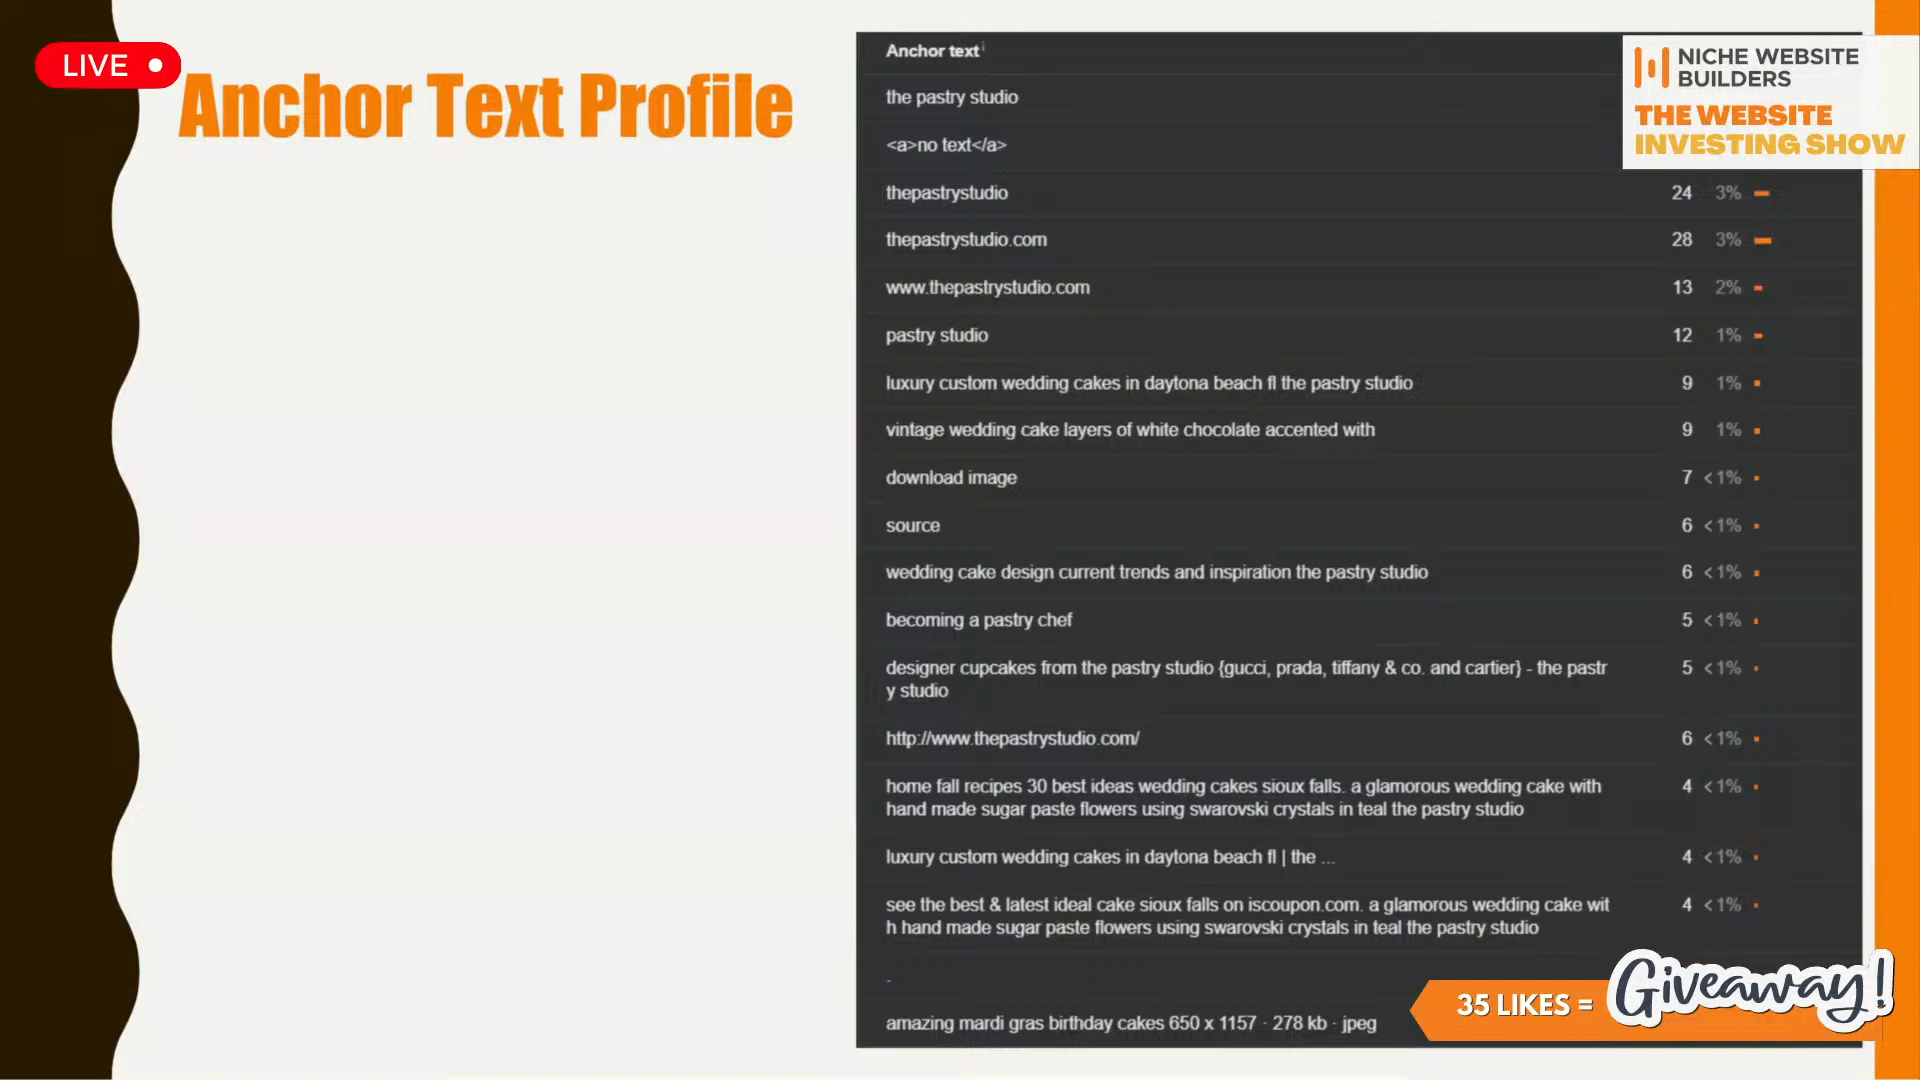 LIVE
Anchor Text Profile
NICHE WEBSITE
BUILDERS
THE WEBSITE
INVESTING SHOW
Anchor text i
the pastry studio
<a>no text</a>
thepastrystudio 24 3%
thepastrystudio.com 28 3%
www.thepastrystudio.com 13 2%
pastry studio 12 1%
luxury custom wedding cakes in daytona beach fl the pastry studio 9 1%
vintage wedding cake layers of white chocolate accented with 9 1%
download image 7 <1%
source 6 <1%
wedding cake design current trends and inspiration the pastry studio 6 <1%
becoming a pastry chef 5 <1%
designer cupcakes from the pastry studio {gucci, prada, tiffany & co. and cartier} - the pastr 5 <1%
y studio
http://www.thepastrystudio.com/ 6 <1%
home fall recipes 30 best ideas wedding cakes sioux falls. a glamorous wedding cake with 4 <1%
hand made sugar paste flowers using swarovski crystals in teal the pastry studio
luxury custom wedding cakes in daytona beach fl | the ... 4 <1%
see the best & latest ideal cake sioux falls on iscoupon.com. a glamorous wedding cake wit 4 <1%
h hand made sugar paste flowers using swarovski crystals in teal the pastry studio
.
amazing mardi gras birthday cakes 650 x 1157 · 278 kb · jpeg
35 LIKES = Giveaway!